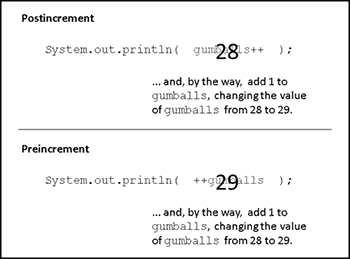 Postincrement
System.out.println( gumballs++ );
28
... and, by the way, add 1 to
gumballs, changing the value
of gumballs from 28 to 29.
Preincrement
System.out.println( ++gumballs );
29
... and, by the way, add 1 to
gumballs, changing the value
of gumballs from 28 to 29.